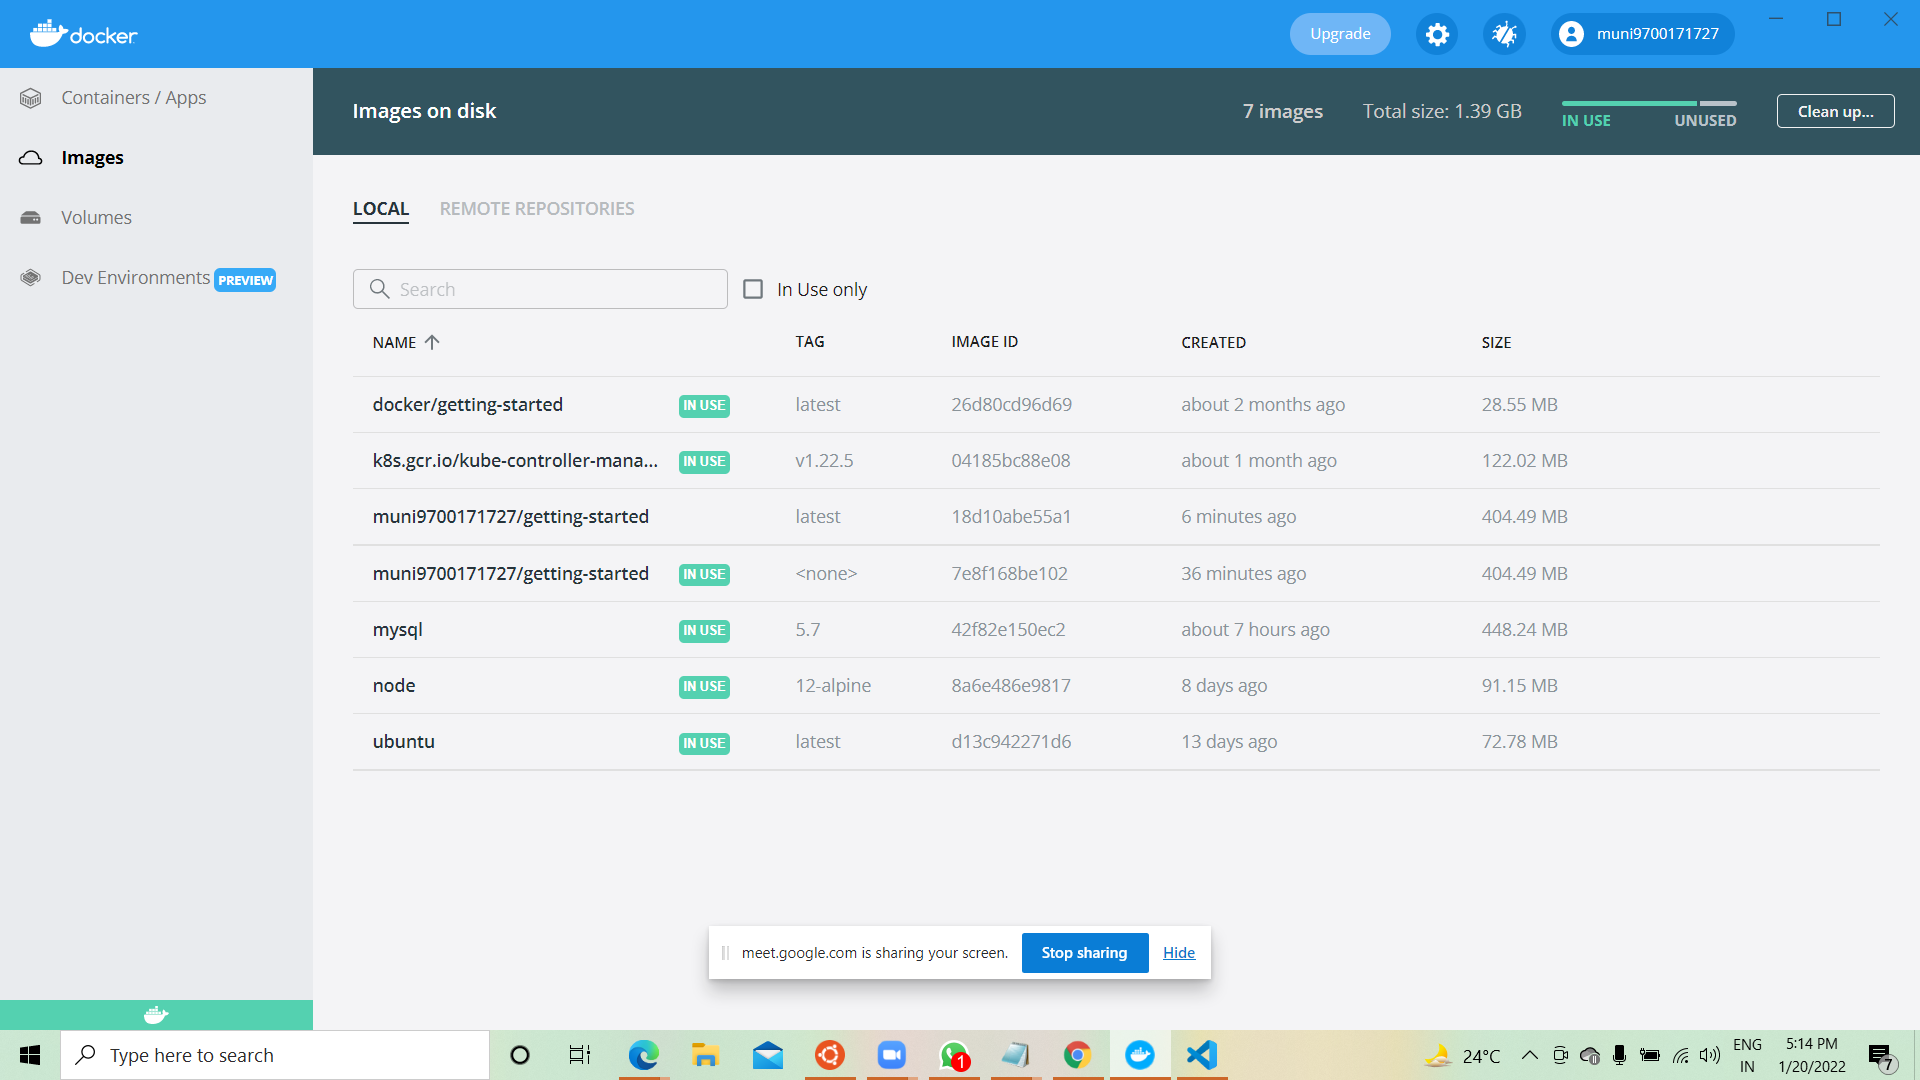 docker
Upgrade
muni9700171727
Containers / Apps
Images
Volumes
Dev Environments PREVIEW
Images on disk
7 images
Total size: 1.39 GB
IN USE
UNUSED
Clean up...
LOCAL
REMOTE REPOSITORIES
Search
In Use only
NAME TAG IMAGE ID CREATED SIZE
docker/getting-started IN USE latest 26d80cd96d69 about 2 months ago 28.55 MB
k8s.gcr.io/kube-controller-mana... IN USE v1.22.5 04185bc88e08 about 1 month ago 122.02 MB
muni9700171727/getting-started latest 18d10abe55a1 6 minutes ago 404.49 MB
muni9700171727/getting-started IN USE <none> 7e8f168be102 36 minutes ago 404.49 MB
mysql IN USE 5.7 42f82e150ec2 about 7 hours ago 448.24 MB
node IN USE 12-alpine 8a6e486e9817 8 days ago 91.15 MB
ubuntu IN USE latest d13c942271d6 13 days ago 72.78 MB
meet.google.com is sharing your screen. Stop sharing Hide
Type here to search
1
24°C
ENG
IN
5:14 PM
1/20/2022
7